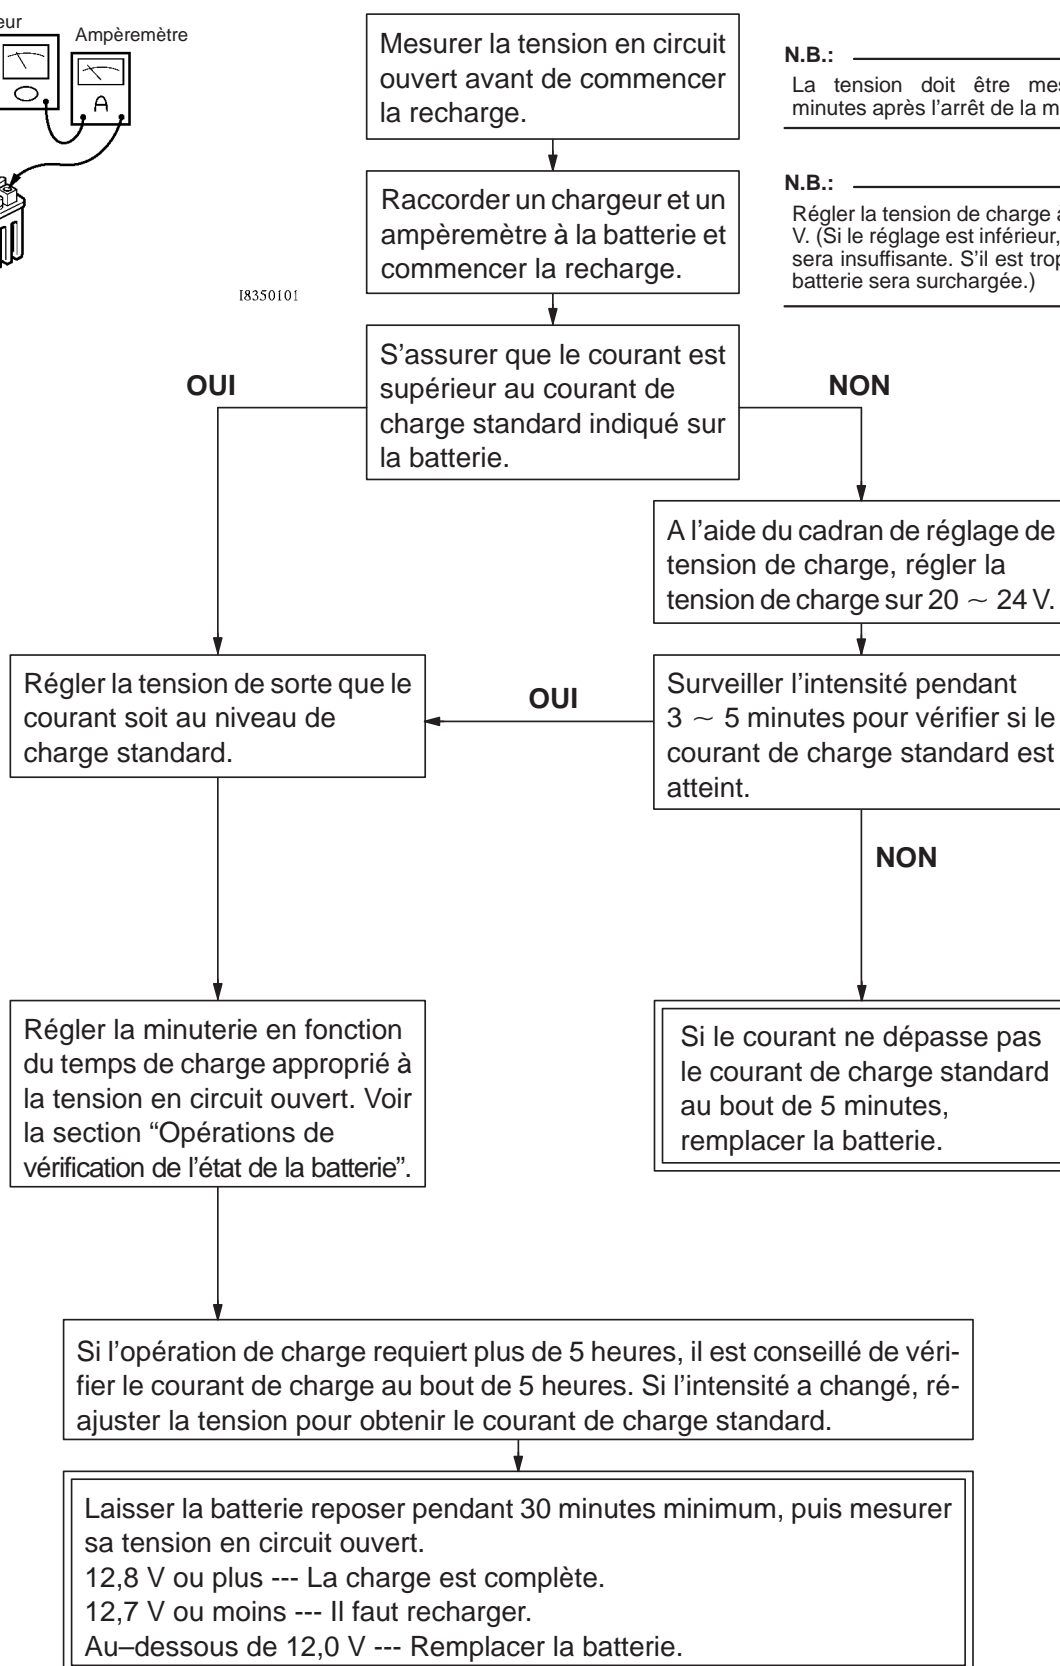 Ampèremètre
A
I8350101
Mesurer la tension en circuit
ouvert avant de commencer
la recharge.
N.B.:
La tension doit être
minutes après l’arrêt de la
Raccorder un chargeur et un
ampèremètre à la batterie et
commencer la recharge.
N.B.:
Régler la tension de charge à
V. (Si le réglage est inférieur,
sera insuffisante. S’il est trop
batterie sera surchargée.)
S’assurer que le courant est
supérieur au courant de
charge standard indiqué sur
la batterie.
OUI
NON
A l’aide du cadran de réglage de
tension de charge, régler la
tension de charge sur 20 ~ 24 V.
Régler la tension de sorte que le
courant soit au niveau de
charge standard.
OUI
Surveiller l’intensité pendant
3 ~ 5 minutes pour vérifier si le
courant de charge standard est
atteint.
NON
Régler la minuterie en fonction
du temps de charge approprié à
la tension en circuit ouvert. Voir
la section “Opérations de
vérification de l’état de la batterie”.
Si le courant ne dépasse pas
le courant de charge standard
au bout de 5 minutes,
remplacer la batterie.
Si l’opération de charge requiert plus de 5 heures, il est conseillé de véri-
fier le courant de charge au bout de 5 heures. Si l’intensité a changé, ré-
ajuster la tension pour obtenir le courant de charge standard.
Laisser la batterie reposer pendant 30 minutes minimum, puis mesurer
sa tension en circuit ouvert.
12,8 V ou plus --- La charge est complète.
12,7 V ou moins --- Il faut recharger.
Au–dessous de 12,0 V --- Remplacer la batterie.